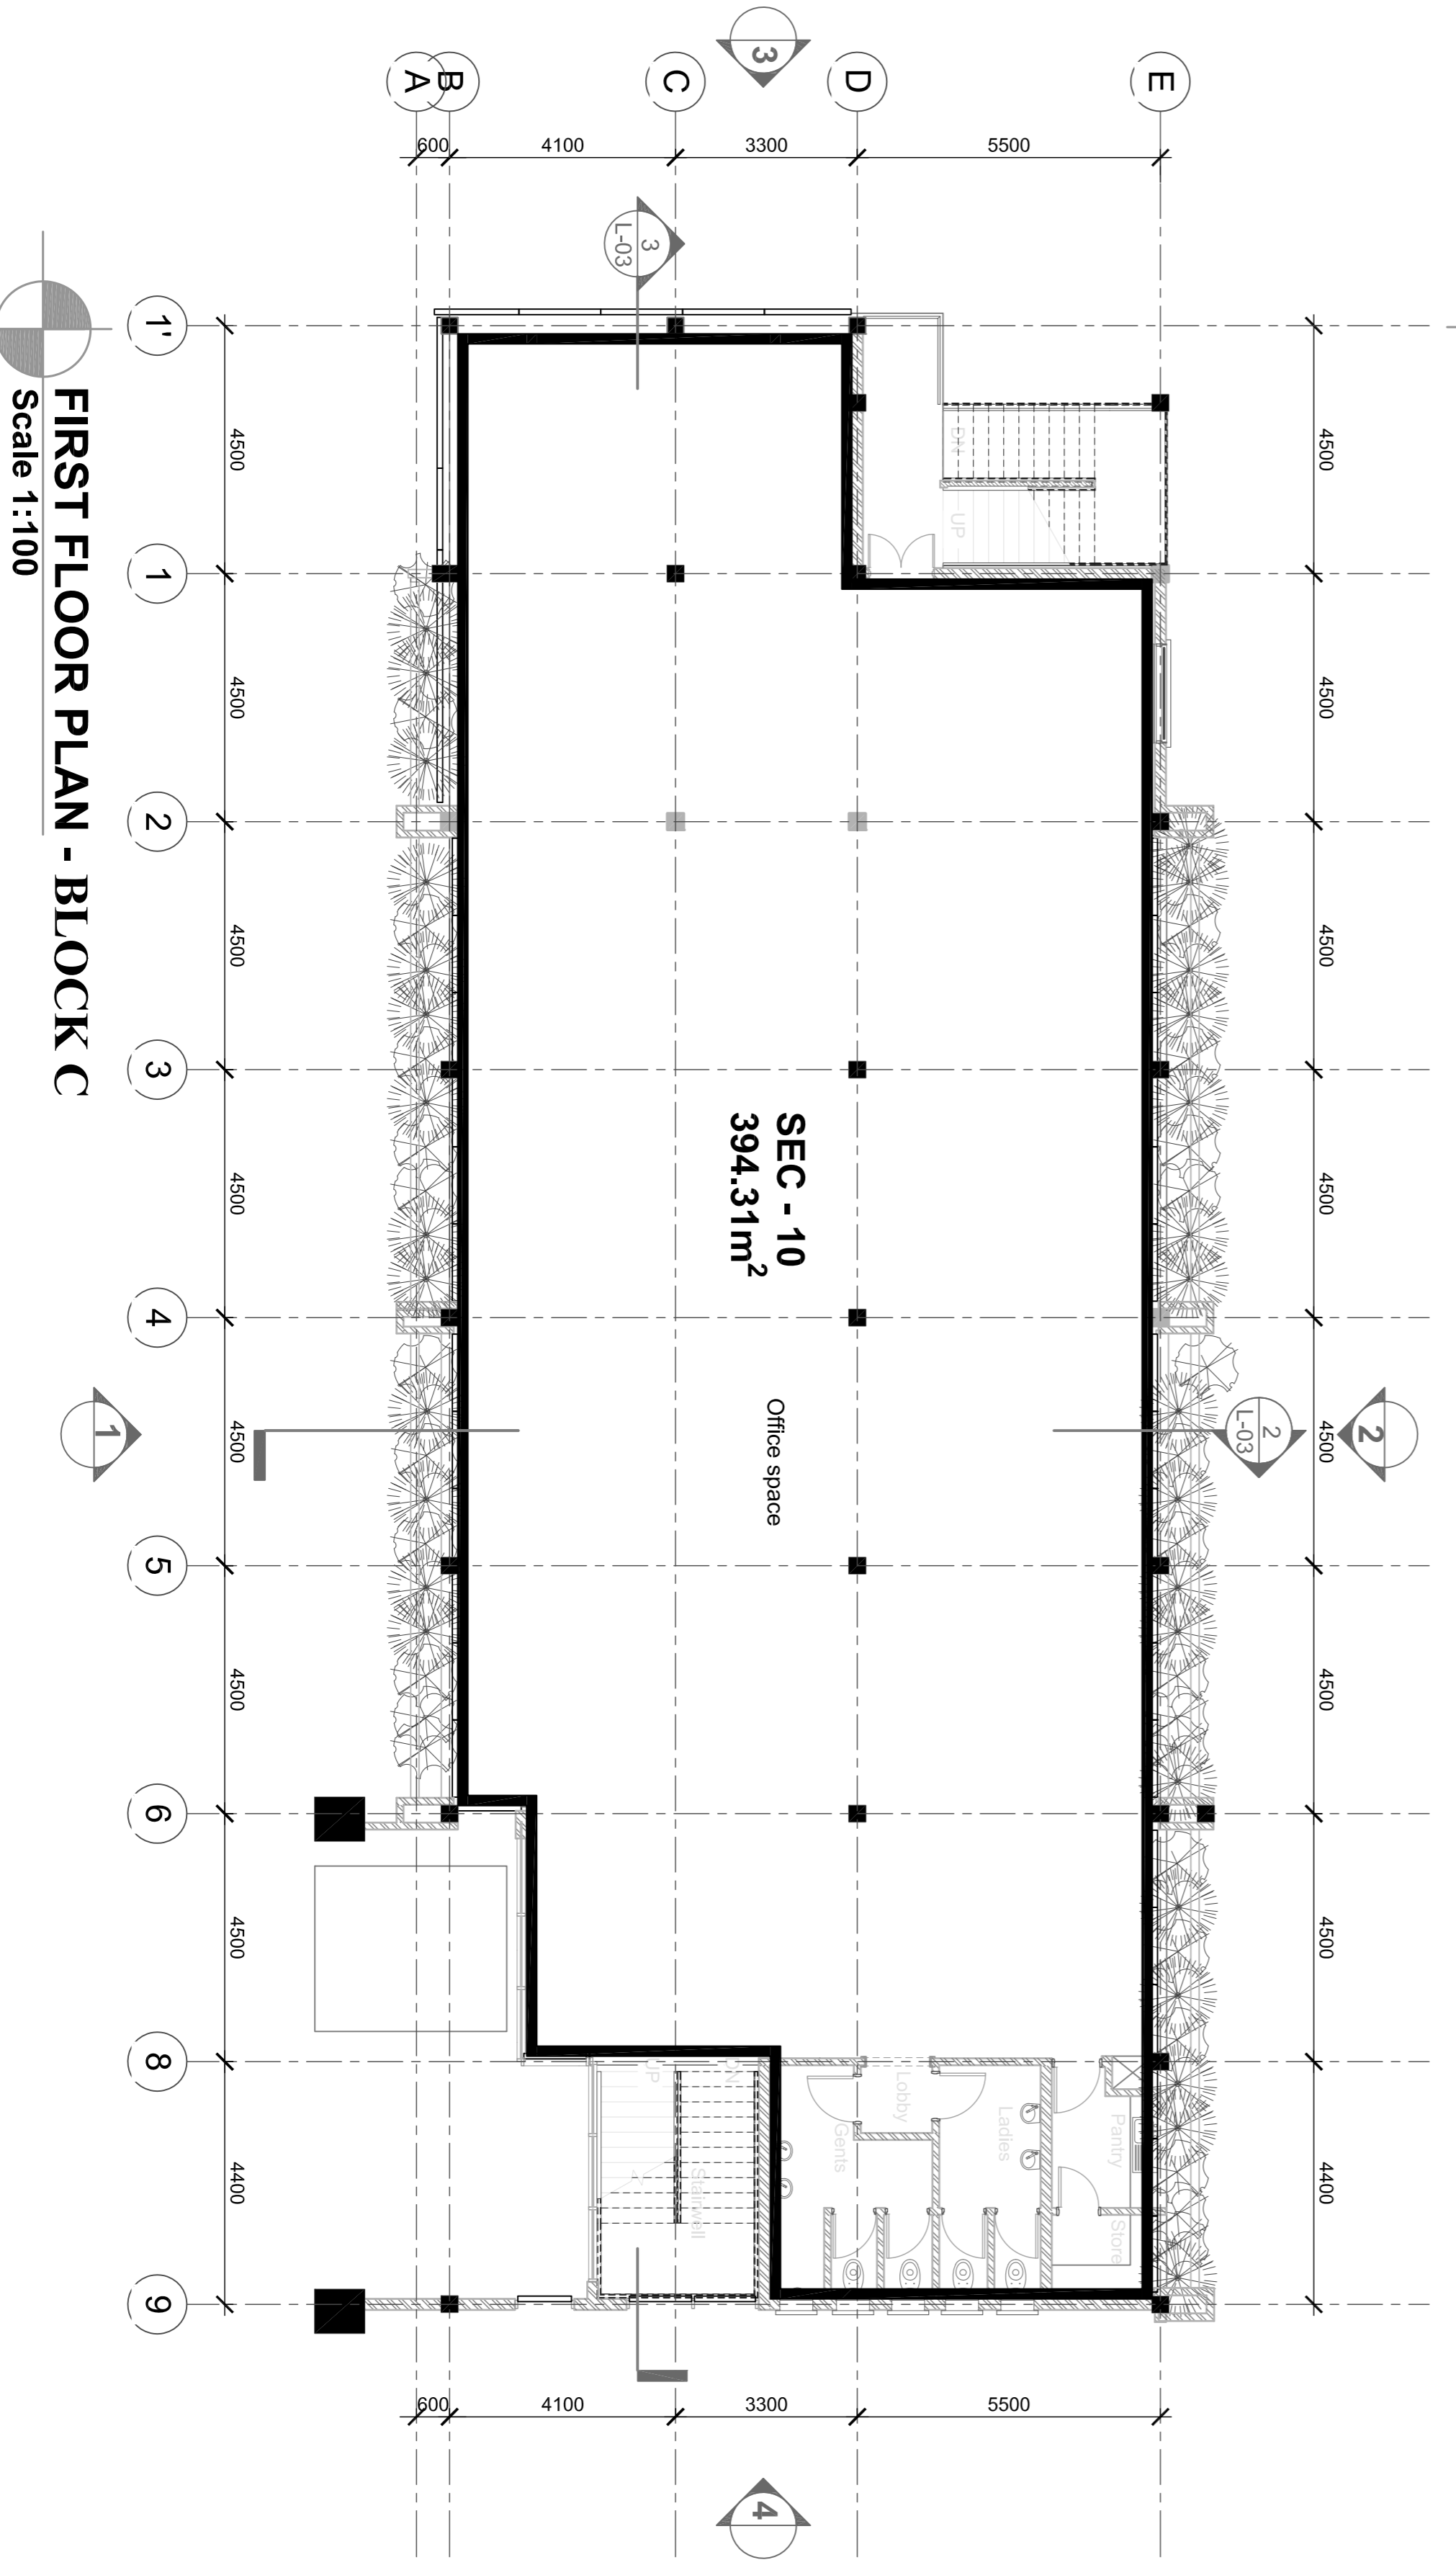 3
A
B
C
D
E
600
4100
3300
5500
3
L-03
1'
1
2
3
4
5
6
8
9
4500
4500
4500
4500
4500
4500
4500
4400
4500
4500
4500
4500
4500
4500
4500
4400
DN
UP
SEC - 10
394.31m²
Office space
1
2
L-03
2
UP
DN
Stairwell
Lobby
Gents
Ladies
Pantry
Store
600
4100
3300
5500
4
FIRST FLOOR PLAN - BLOCK C
Scale 1:100